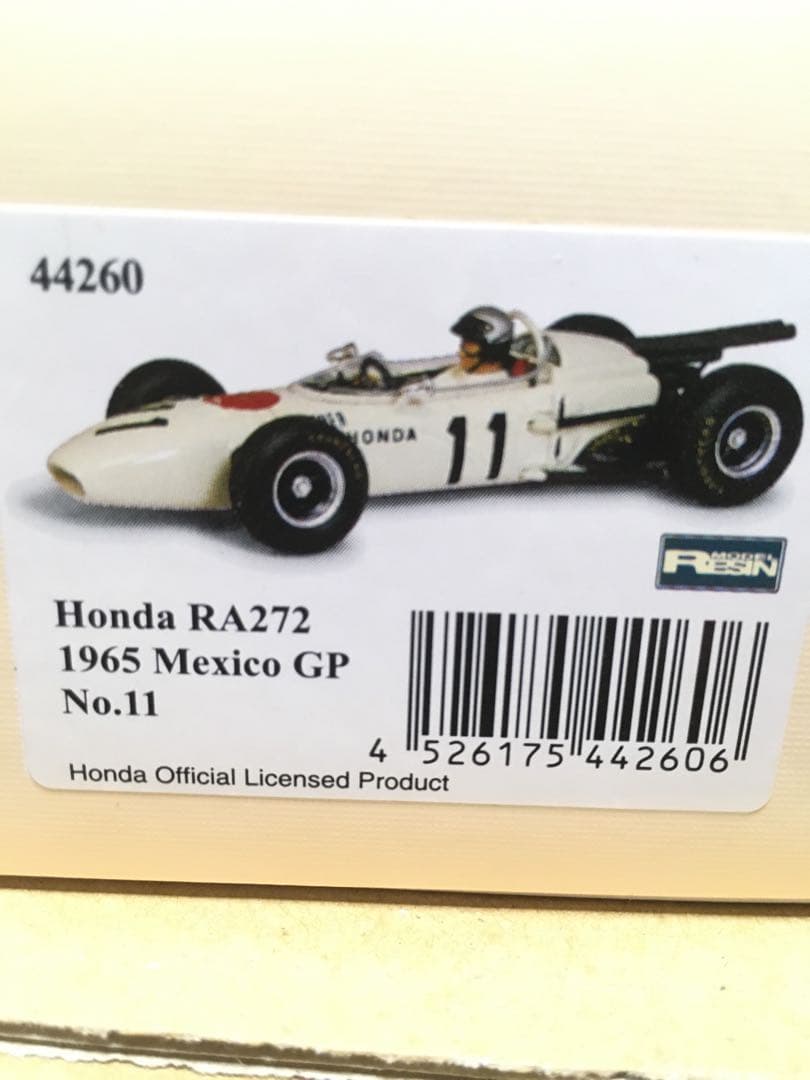 44260
HONDA
11
MODEL
RESIN
Honda RA272
1965 Mexico GP
No.11
4 526175 442606
Honda Official Licensed Product